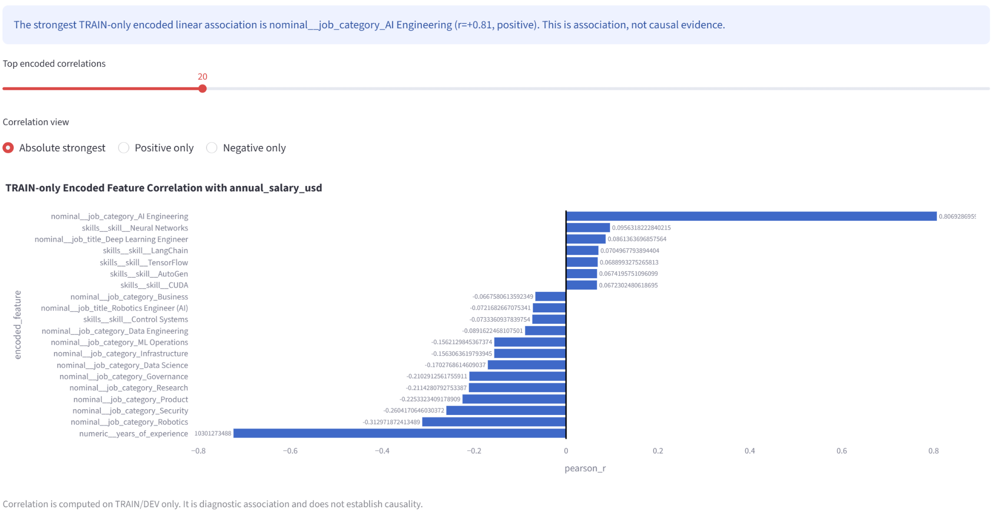 The strongest TRAIN-only encoded linear association is nominal__job_category_AI Engineering (r=+0.81, positive). This is association, not causal evidence.
Top encoded correlations
20
Correlation view
Absolute strongest
Positive only
Negative only
TRAIN-only Encoded Feature Correlation with annual_salary_usd
encoded_feature
nominal__job_category_AI Engineering 0.806928695
skills__skill__Neural Networks 0.0956318222840215
nominal__job_title_Deep Learning Engineer 0.0861363696857564
skills__skill__LangChain 0.0704967793894404
skills__skill__TensorFlow 0.0688993275265813
skills__skill__AutoGen 0.0674195751096099
skills__skill__CUDA 0.0672302480618695
nominal__job_category_Business -0.0667580613592349
nominal__job_title_Robotics Engineer (AI) -0.0721682667075341
skills__skill__Control Systems -0.0733360937839754
nominal__job_category_Data Engineering -0.0891622468107501
nominal__job_category_ML Operations -0.1562129845367374
nominal__job_category_Infrastructure -0.1563063619793945
nominal__job_category_Data Science -0.1702768614609037
nominal__job_category_Governance -0.2102912561755911
nominal__job_category_Research -0.2114280792753387
nominal__job_category_Product -0.2253323409178909
nominal__job_category_Security -0.2604170646030372
nominal__job_category_Robotics -0.312971872413489
numeric__years_of_experience 10301273488
−0.8 −0.6 −0.4 −0.2 0 0.2 0.4 0.6 0.8
pearson_r
Correlation is computed on TRAIN/DEV only. It is diagnostic association and does not establish causality.